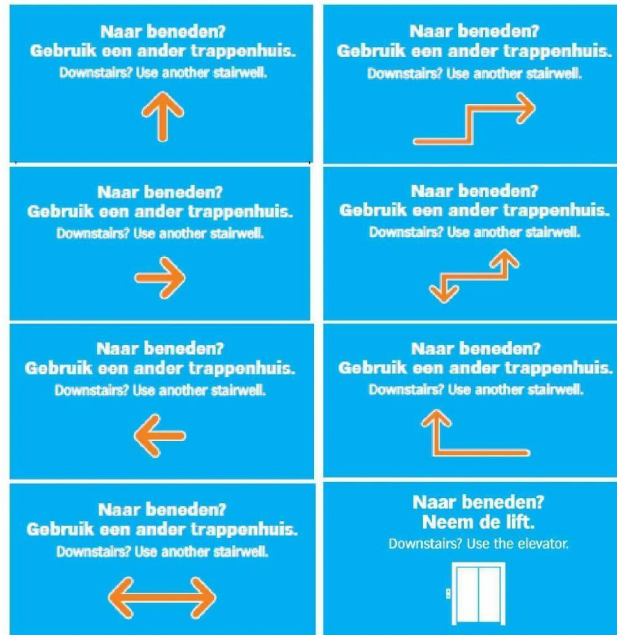 Naar beneden?
Gebruik een ander trappenhuis.
Downstairs? Use another stairwell.
Naar beneden?
Gebruik een ander trappenhuis.
Downstairs? Use another stairwell.
Naar beneden?
Gebruik een ander trappenhuis.
Downstairs? Use another stairwell.
Naar beneden?
Gebruik een ander trappenhuis.
Downstairs? Use another stairwell.
Naar beneden?
Gebruik een ander trappenhuis.
Downstairs? Use another stairwell.
Naar beneden?
Gebruik een ander trappenhuis.
Downstairs? Use another stairwell.
Naar beneden?
Gebruik een ander trappenhuis.
Downstairs? Use another stairwell.
Naar beneden?
Neem de lift.
Downstairs? Use the elevator.